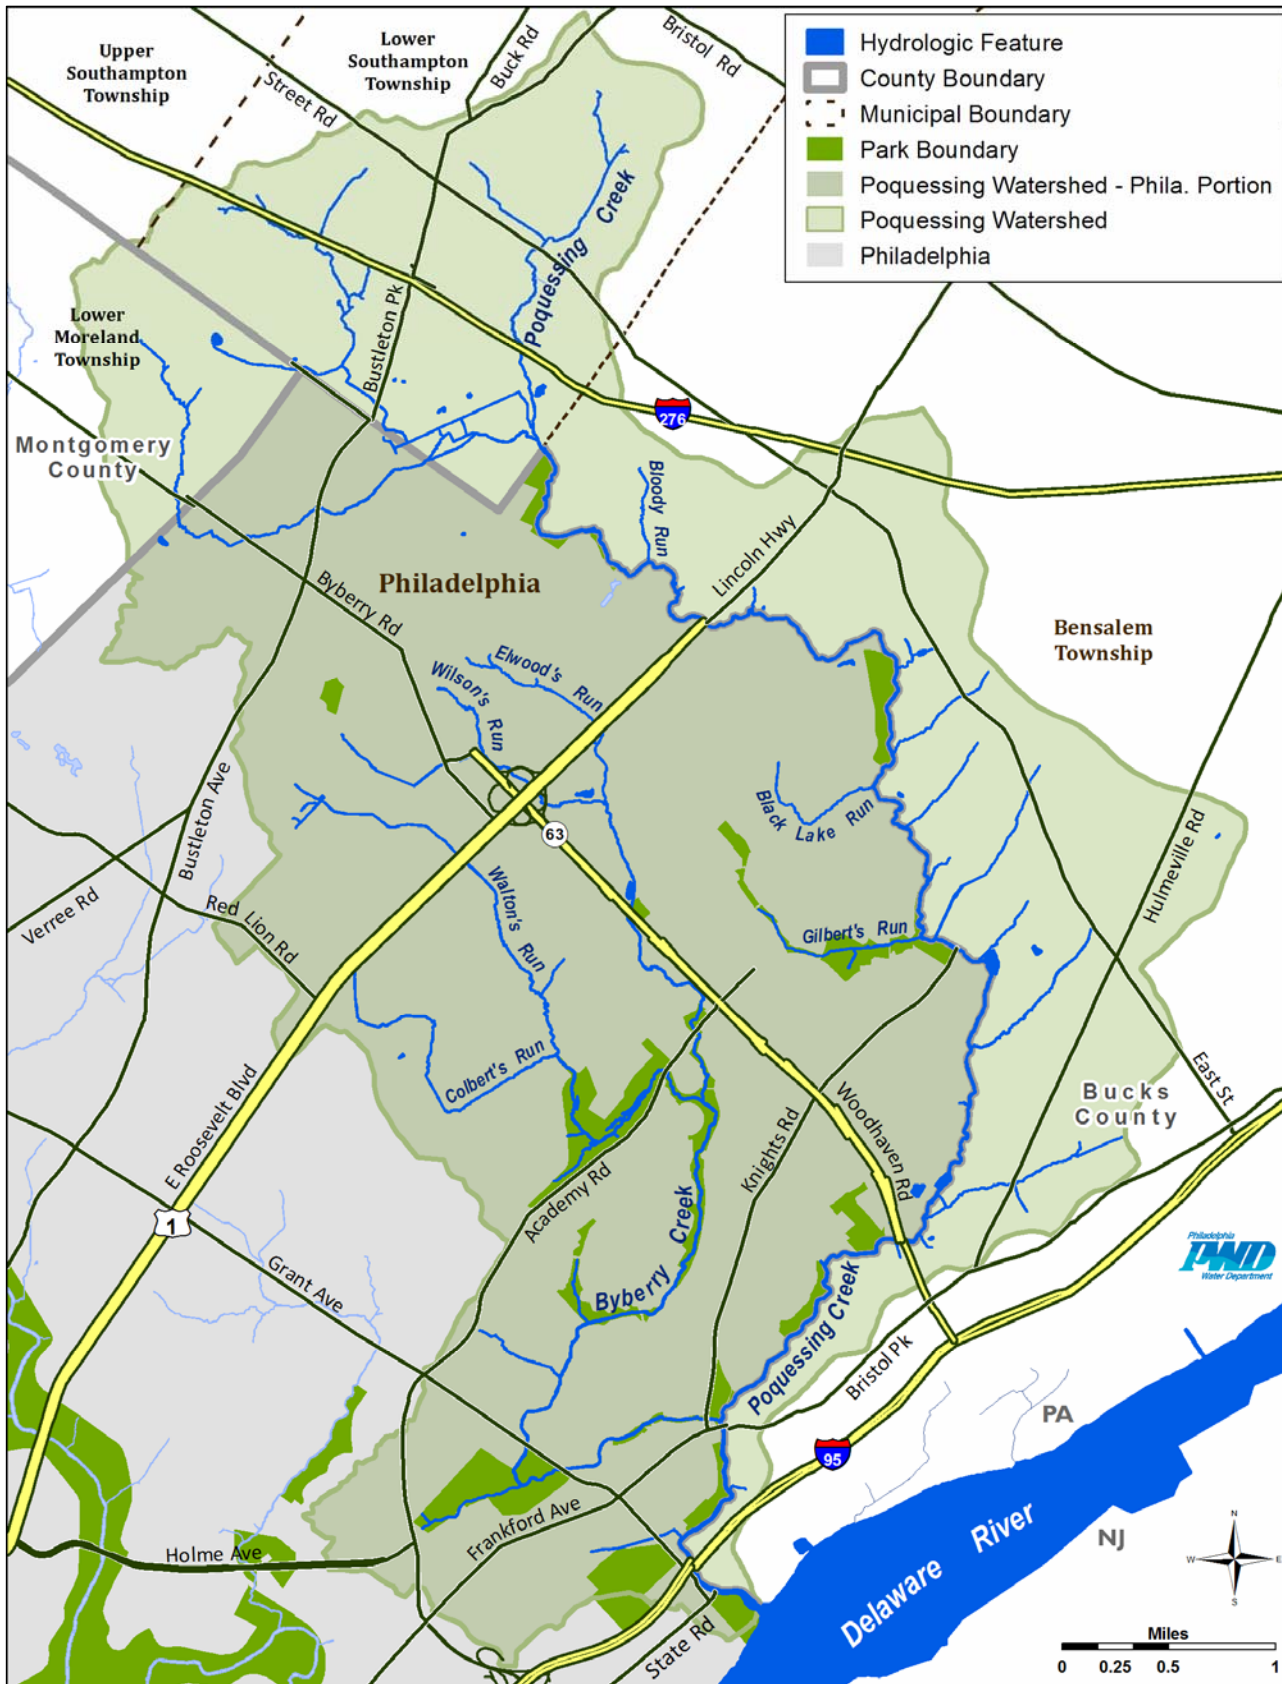 Upper
Southampton
Township
Lower
Southampton
Township
Buck Rd
Bristol Rd
Street Rd
Hydrologic Feature
County Boundary
Municipal Boundary
Park Boundary
Poquessing Watershed - Phila. Portion
Poquessing Watershed
Philadelphia
Poquessing Creek
Lower
Moreland
Township
Bustleton Pk
276
Montgomery
County
Bloody Run
Lincoln Hwy
Byberry Rd
Philadelphia
Bensalem
Township
Elwood's Run
Wilson's Run
Black Lake Run
63
Bustleton Ave
Hulmeville Rd
Verree Rd
Red Lion Rd
Walton's Run
Gilbert's Run
Colbert's Run
E Roosevelt Blvd
East St
Bucks
County
Woodhaven Rd
Knights Rd
Academy Rd
1
Grant Ave
Byberry Creek
Poquessing Creek
Bristol Pk
Philadelphia
PWD
Water Department
PA
95
Frankford Ave
Holme Ave
NJ
Delaware River
State Rd
N
W
E
S
Miles
0 0.25 0.5 1